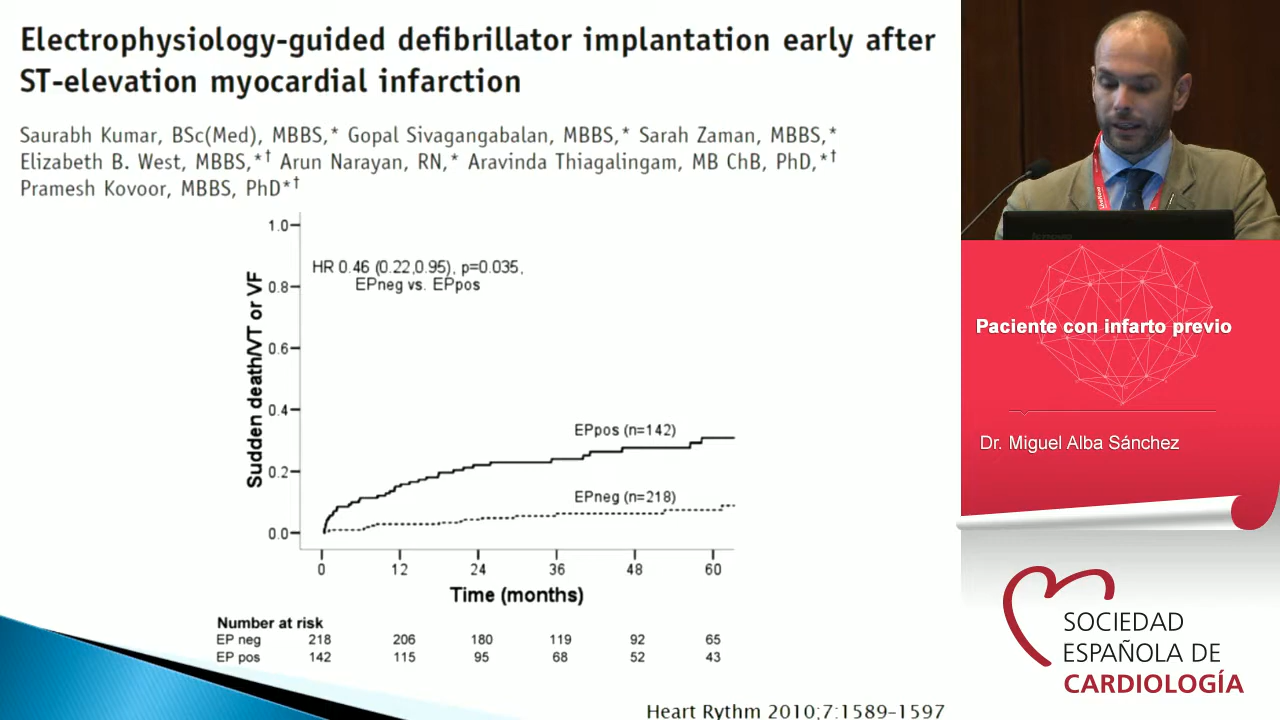 Electrophysiology-guided defibrillator implantation early after
ST-elevation myocardial infarction
Saurabh Kumar, BSc(Med), MBBS,* Gopal Sivagangabalan, MBBS,* Sarah Zaman, MBBS,*
Elizabeth B. West, MBBS,*† Arun Narayan, RN,* Aravinda Thiagalingam, MB ChB, PhD,*†
Pramesh Kovoor, MBBS, PhD*†
Sudden death/VT or VF
1.0
0.8
0.6
0.4
0.2
0.0
HR 0.46 (0.22,0.95), p=0.035,
EPneg vs. EPpos
EPpos (n=142)
EPneg (n=218)
0 12 24 36 48 60
Time (months)
Number at risk
EP neg 218 206 180 119 92 65
EP pos 142 115 95 68 52 43
Heart Rythm 2010;7:1589–1597
Paciente con infarto previo
Dr. Miguel Alba Sánchez
SOCIEDAD
ESPAÑOLA DE
CARDIOLOGÍA